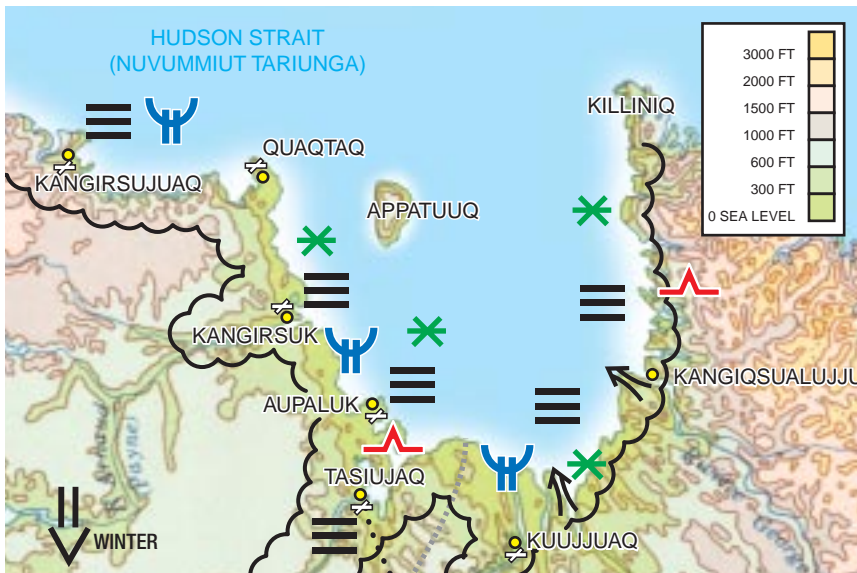 HUDSON STRAIT
(NUVUMMIUT TARIUNGA)
3000 FT
2000 FT
1500 FT
1000 FT
600 FT
300 FT
0 SEA LEVEL
KILLINIQ
QUAQTAQ
KANGIRSUJUAQ
APPATUUQ
KANGIRSUK
KANGIQSUALUJJU
AUPALUK
TASIUJAQ
WINTER
KUUJJUAQ